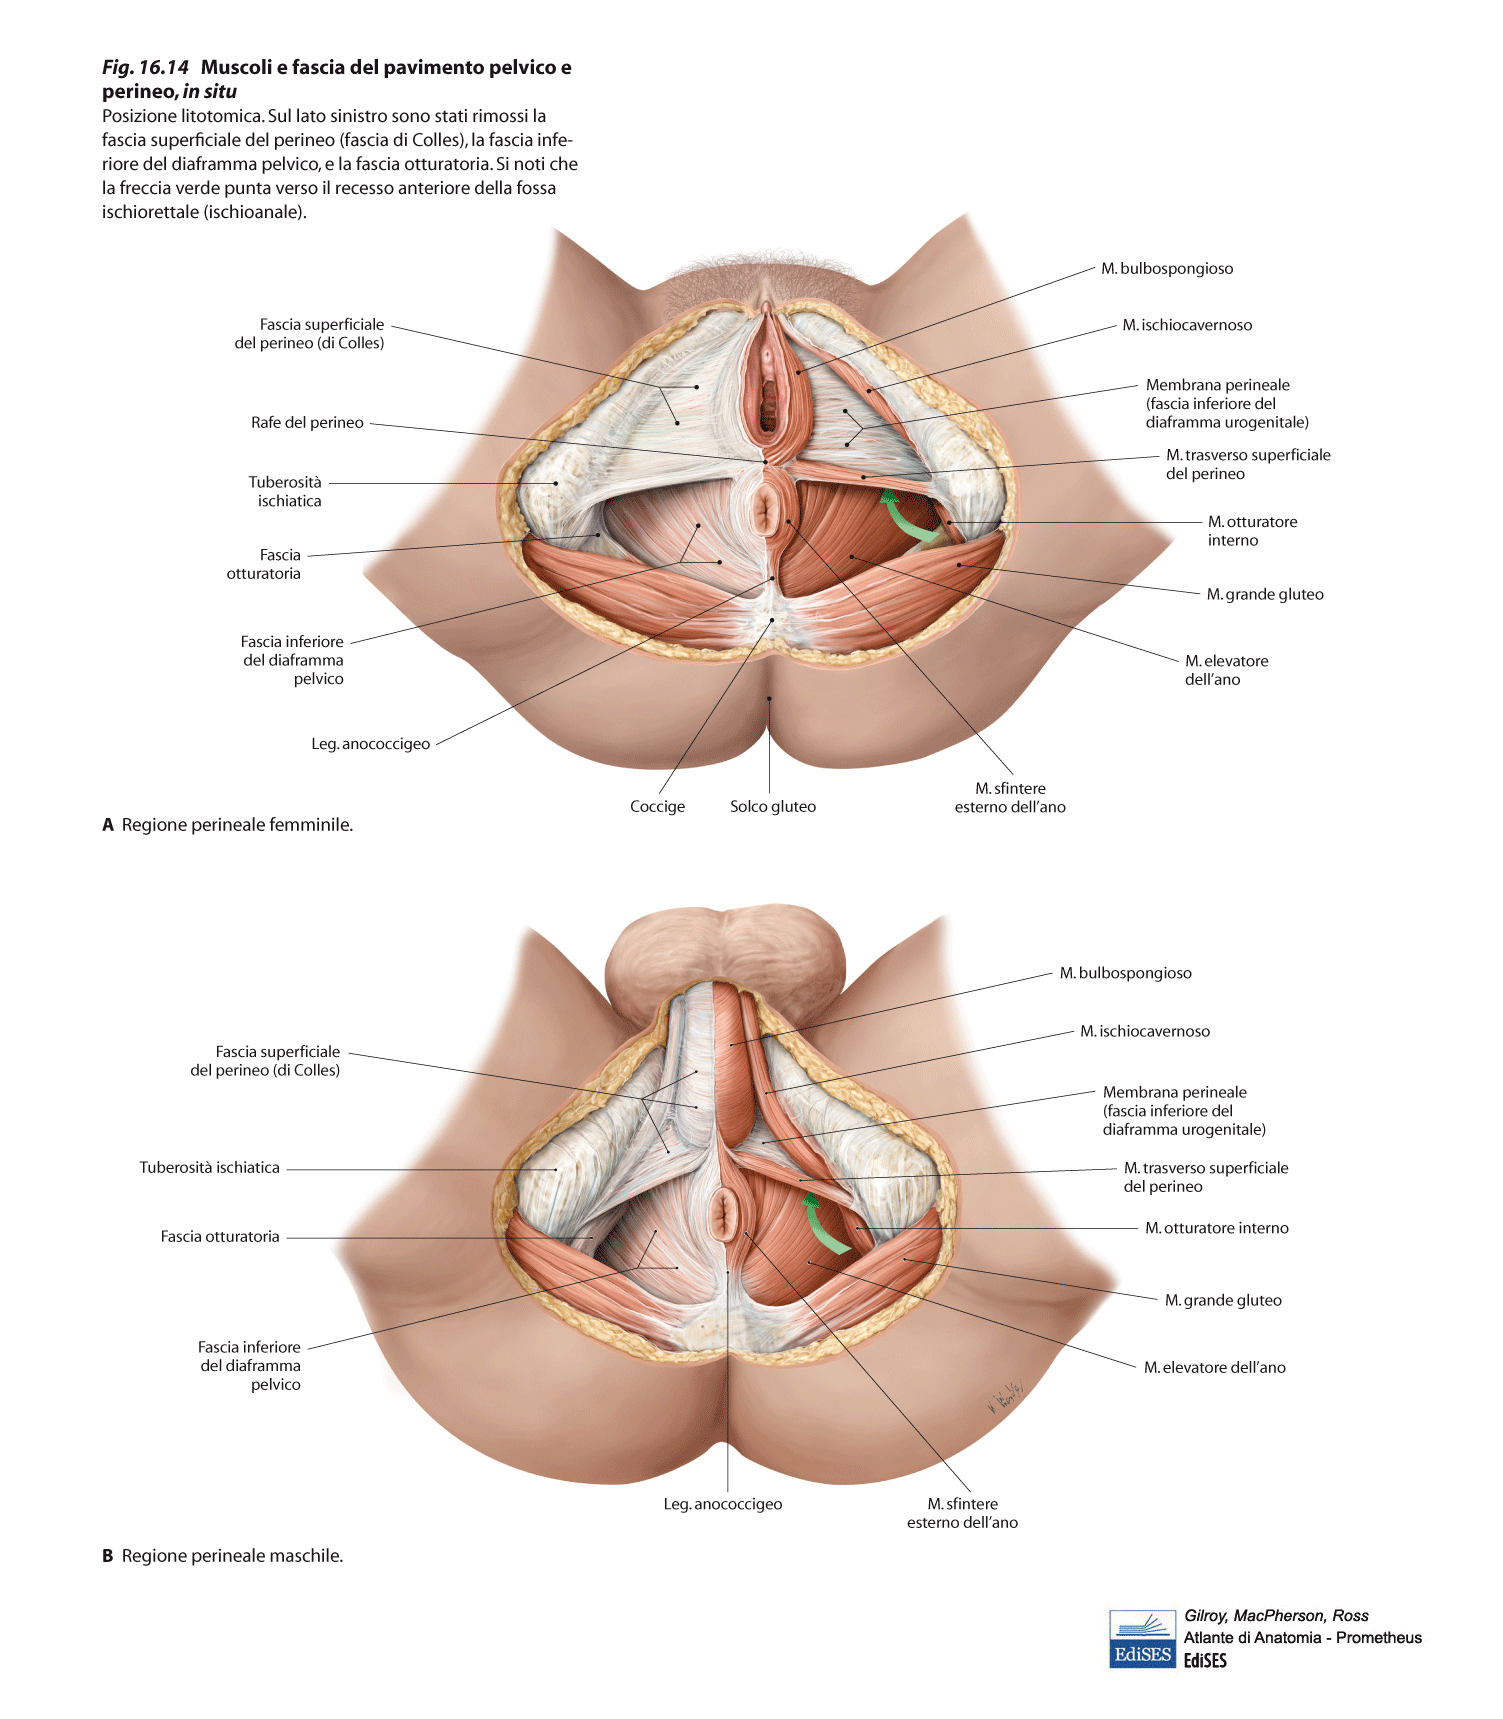 Fig. 16.14 Muscoli e fascia del pavimento pelvico e
perineo, in situ
Posizione litotomica. Sul lato sinistro sono stati rimossi la
fascia superficiale del perineo (fascia di Colles), la fascia infe-
riore del diaframma pelvico, e la fascia otturatoria. Si noti che
la freccia verde punta verso il recesso anteriore della fossa
ischiorettale (ischioanale).
M. bulbospongioso
Fascia superficiale
del perineo (di Colles)
M. ischiocavernoso
Membrana perineale
(fascia inferiore del
diaframma urogenitale)
Rafe del perineo
M. trasverso superficiale
del perineo
Tuberosità
ischiatica
M. otturatore
interno
Fascia
otturatoria
M. grande gluteo
Fascia inferiore
del diaframma
pelvico
M. elevatore
dell'ano
Leg. anococcigeo
Coccige
Solco gluteo
M. sfintere
esterno dell'ano
A Regione perineale femminile.
M. bulbospongioso
M. ischiocavernoso
Fascia superficiale
del perineo (di Colles)
Membrana perineale
(fascia inferiore del
diaframma urogenitale)
Tuberosità ischiatica
M. trasverso superficiale
del perineo
Fascia otturatoria
M. otturatore interno
M. grande gluteo
Fascia inferiore
del diaframma
pelvico
M. elevatore dell'ano
Leg. anococcigeo
M. sfintere
esterno dell'ano
B Regione perineale maschile.
EdiSES
Gilroy, MacPherson, Ross
Atlante di Anatomia - Prometheus
EdiSES